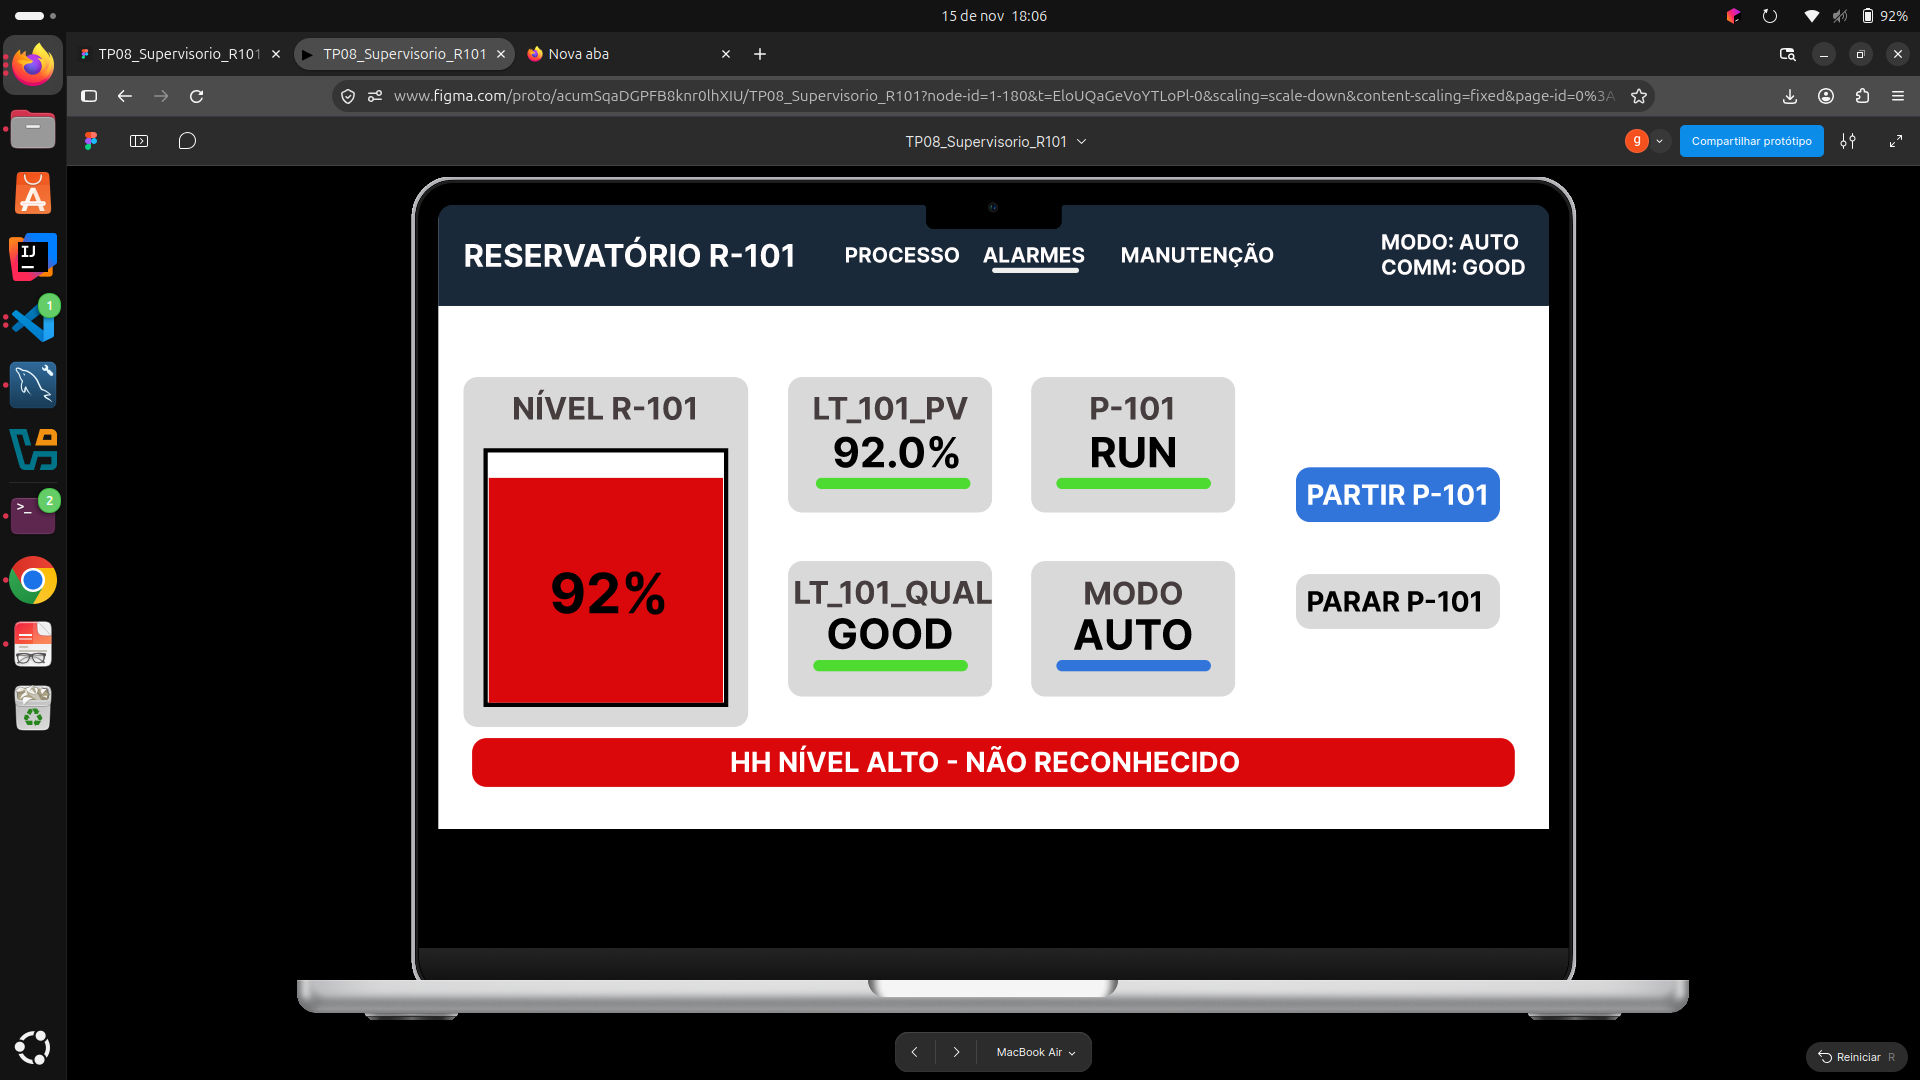 15 de nov 18:06
92%
TP08_Supervisorio_R101
TP08_Supervisorio_R101
Nova aba
www.figma.com/proto/acumSqaDGPFB8knr0lhXIU/TP08_Supervisorio_R101?node-id=1-180&t=EloUQaGeVoYTLoPl-0&scaling=scale-down&content-scaling=fixed&page-id=0%3A
TP08_Supervisorio_R101
g
Compartilhar protótipo
RESERVATÓRIO R-101
PROCESSO
ALARMES
MANUTENÇÃO
MODO: AUTO
COMM: GOOD
NÍVEL R-101
92%
LT_101_PV
92.0%
P-101
RUN
LT_101_QUAL
GOOD
MODO
AUTO
PARTIR P-101
PARAR P-101
HH NÍVEL ALTO - NÃO RECONHECIDO
MacBook Air
Reiniciar R
IJ
1
>_
2